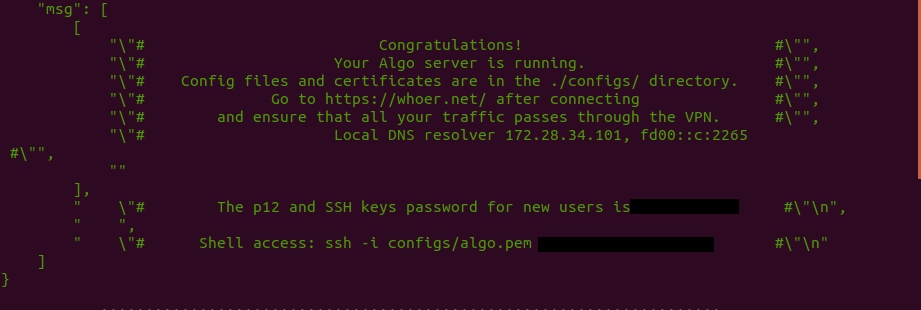 "msg": [
[
"\"# Congratulations! #\"",
"\"# Your Algo server is running. #\"",
"\"# Config files and certificates are in the ./configs/ directory. #\"",
"\"# Go to https://whoer.net/ after connecting #\"",
"\"# and ensure that all your traffic passes through the VPN. #\"",
"\"# Local DNS resolver 172.28.34.101, fd00::c:2265
#\"",
""
],
" \"# The p12 and SSH keys password for new users is #\"\n",
" ",
" \"# Shell access: ssh -i configs/algo.pem #\"\n"
]
}